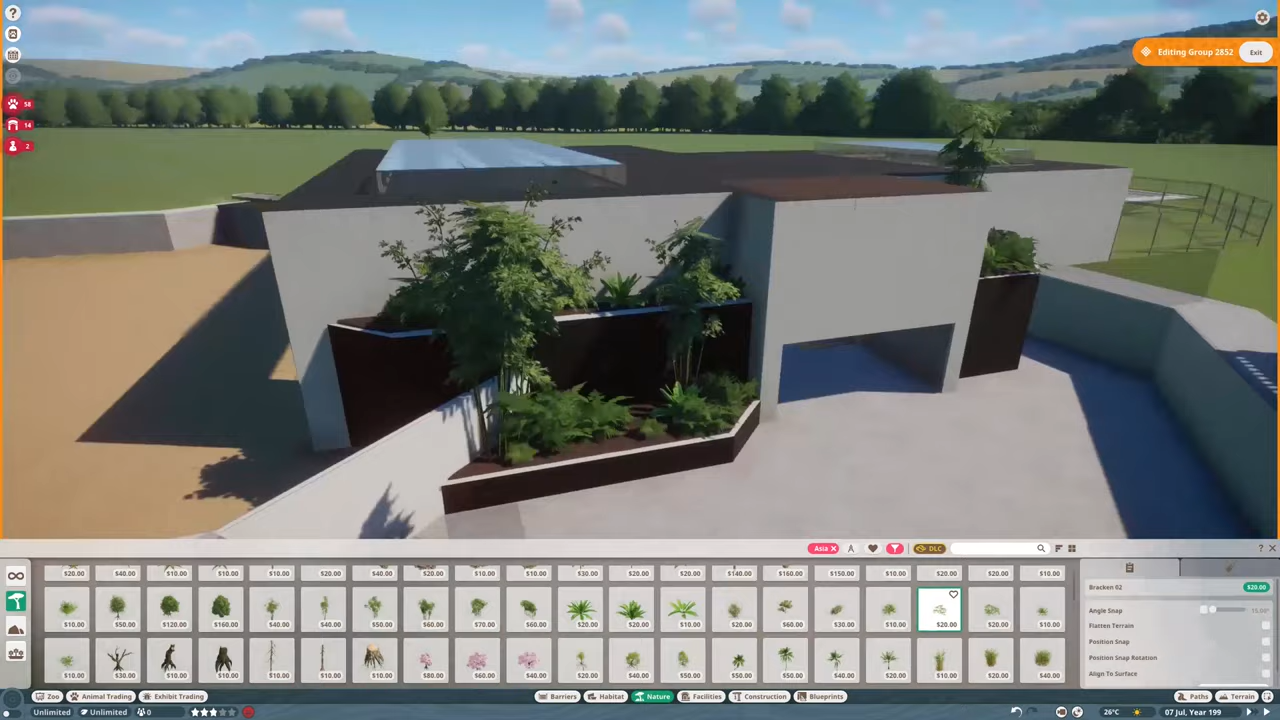 ?
Editing Group 2852 Exit
58
14
2
Asia X DLC ? X
$20.00 $40.00 $10.00 $10.00 $10.00 $20.00 $40.00 $20.00 $10.00 $10.00 $30.00 $20.00 $20.00 $140.00 $160.00 $150.00 $10.00 $20.00 $20.00 $10.00
Bracken 02 $20.00
$10.00 $50.00 $120.00 $160.00 $40.00 $20.00 $50.00 $60.00 $70.00 $60.00 $20.00 $20.00 $10.00 $20.00 $60.00 $30.00 $10.00 $20.00 $20.00 $10.00
Angle Snap
Flatten Terrain
Position Snap
Position Snap Rotation
Align To Surface
$10.00 $30.00 $10.00 $20.00 $10.00 $10.00 $100.00 $80.00 $10.00 $10.00 $20.00 $40.00 $50.00 $50.00 $40.00 $20.00 $20.00 $10.00 $20.00 $40.00
Zoo Animal Trading Exhibit Trading Barriers Habitat Nature Facilities Construction Blueprints Paths Terrain
Unlimited Unlimited 0 26°C 07 Jul, Year 199